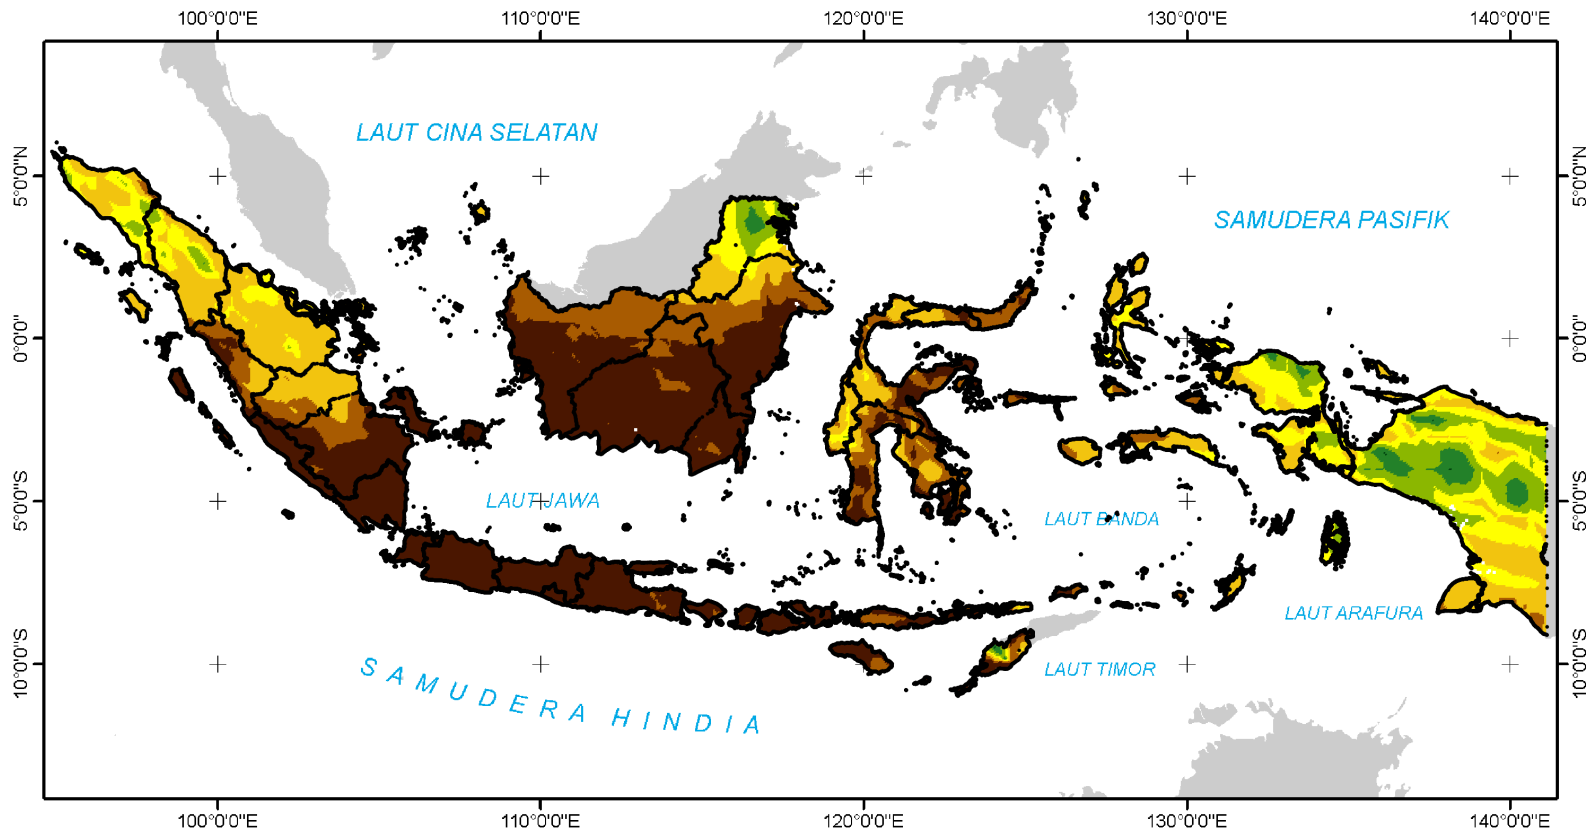 100°0'0"E 110°0'0"E 120°0'0"E 130°0'0"E 140°0'0"E
LAUT CINA SELATAN
5°0'0"N 5°0'0"N
SAMUDERA PASIFIK
0°0'0" 0°0'0"
LAUT JAWA
5°0'0"S 5°0'0"S
LAUT BANDA
LAUT ARAFURA
10°0'0"S 10°0'0"S
LAUT TIMOR
SAMUDERA HINDIA
100°0'0"E 110°0'0"E 120°0'0"E 130°0'0"E 140°0'0"E